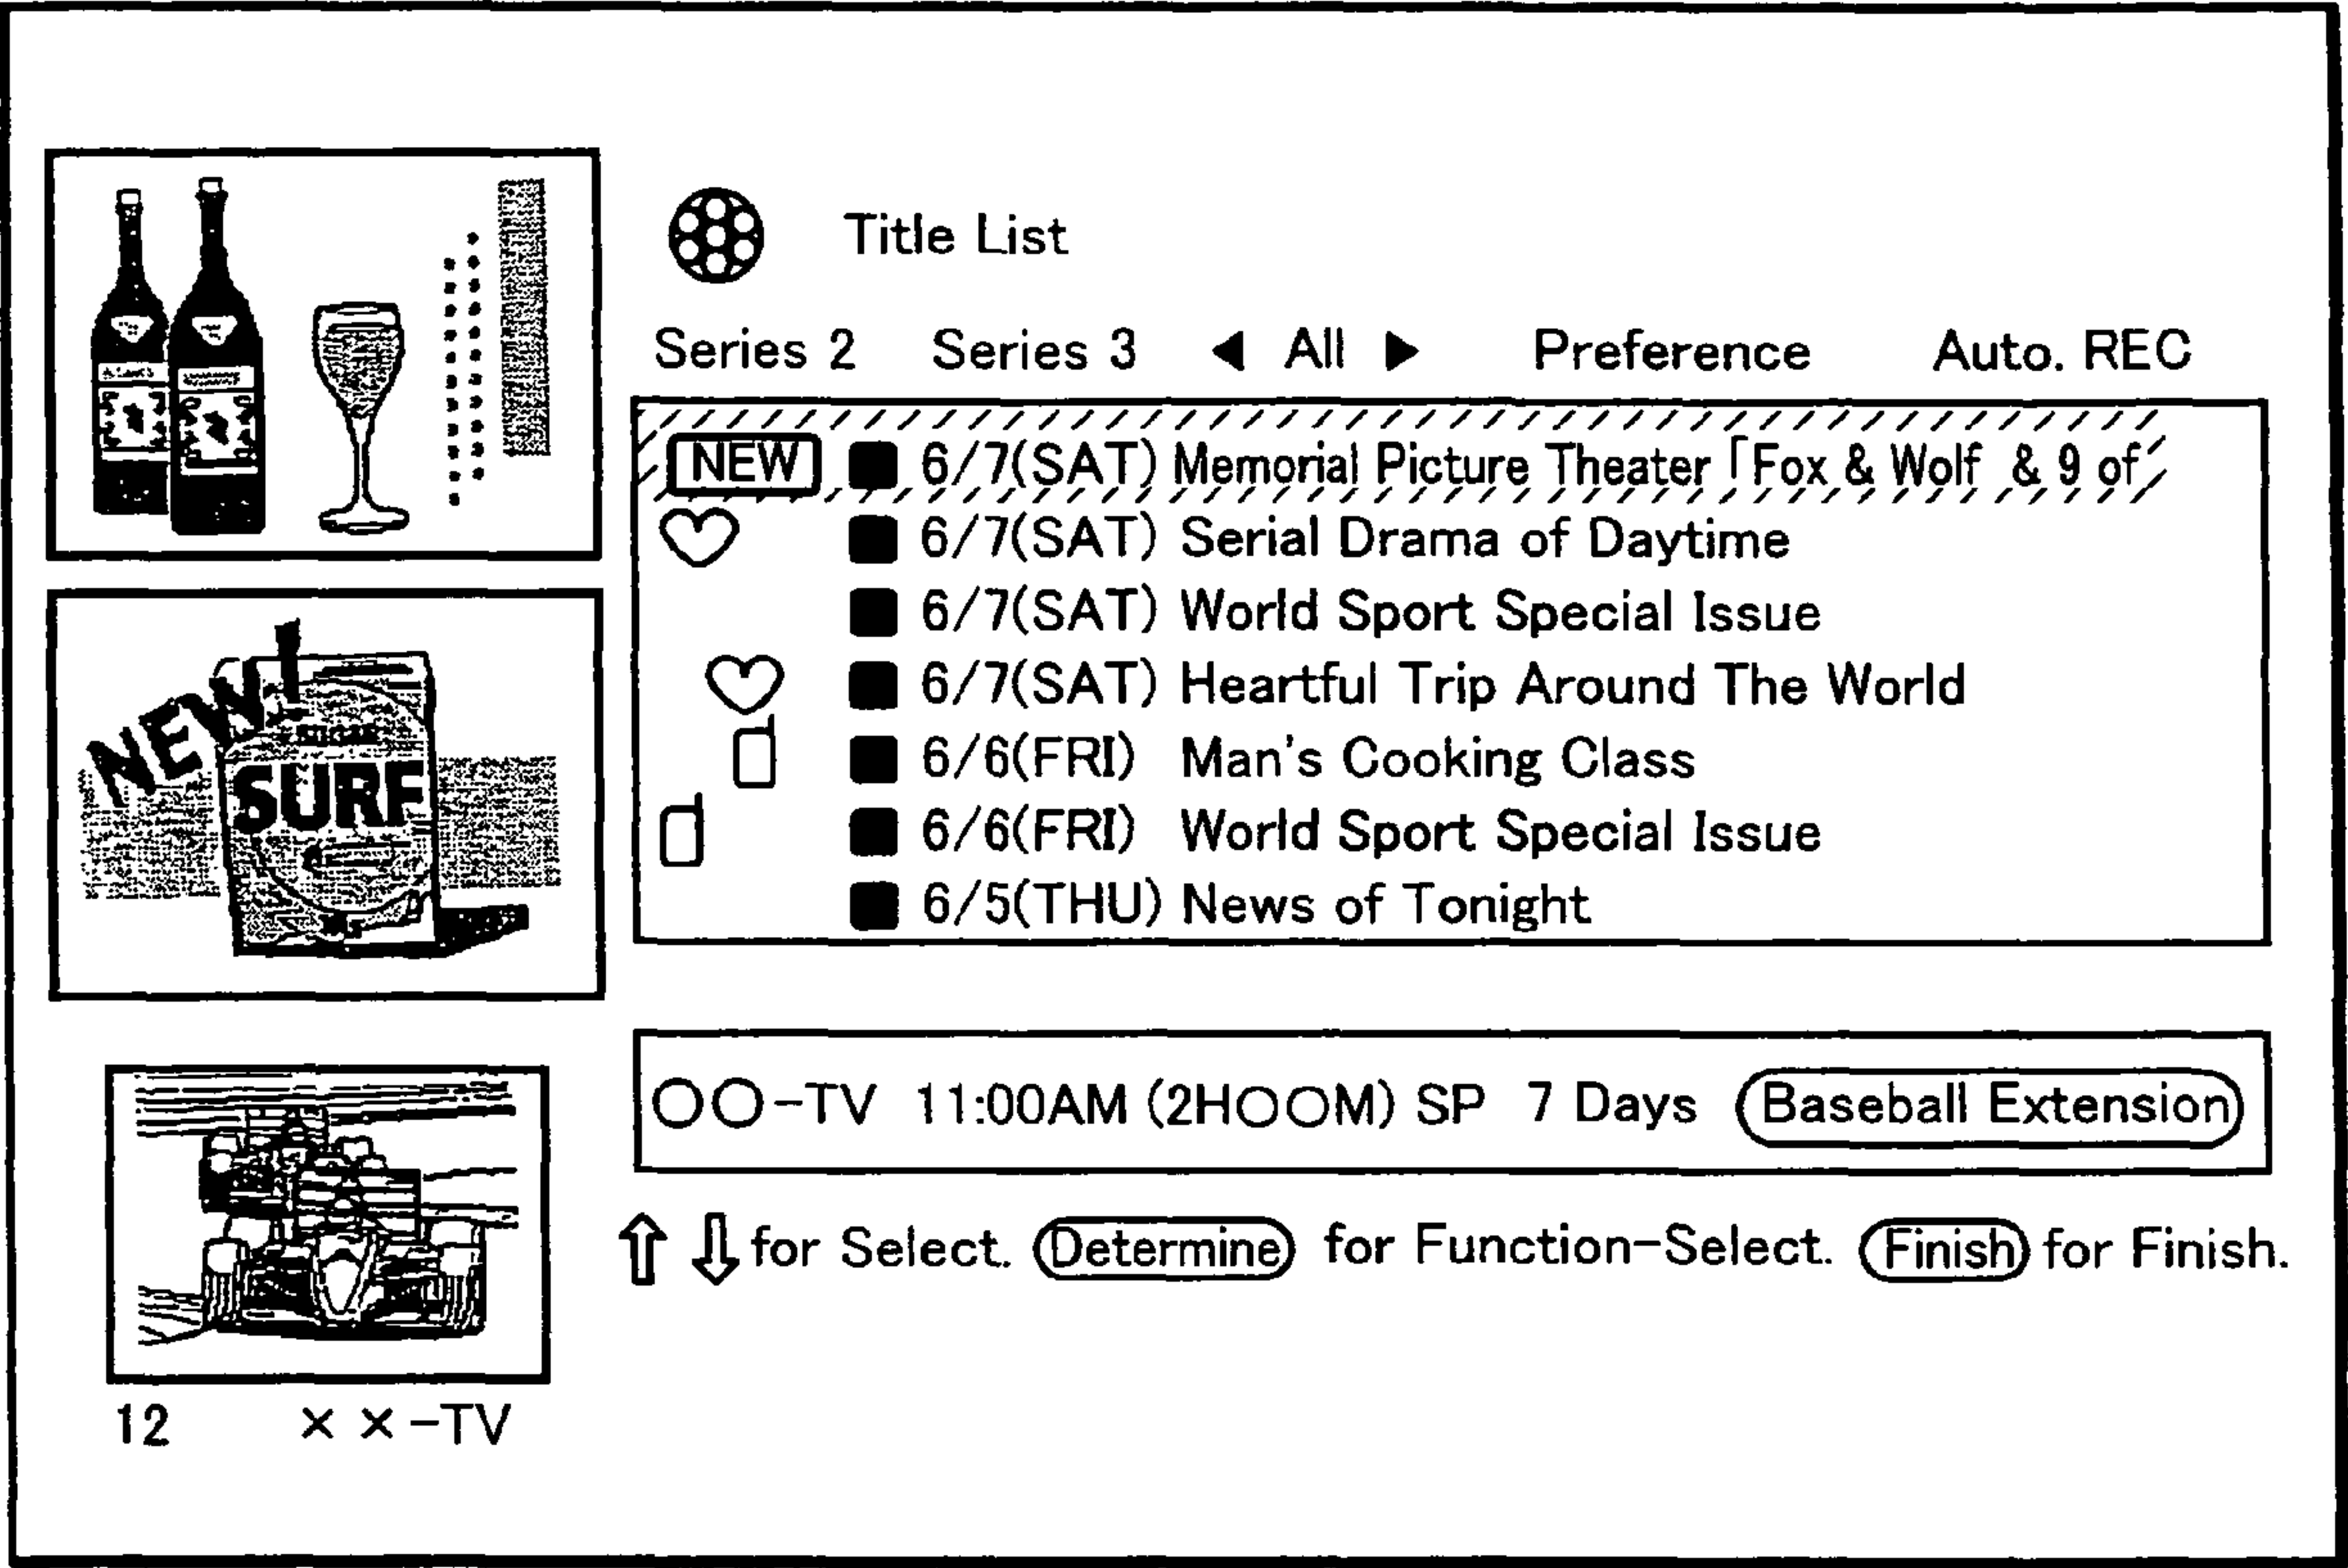 Title List
Series 2 Series 3 ◀ All ▶ Preference Auto. REC
NEW ■ 6/7(SAT) Memorial Picture Theater「Fox & Wolf & 9 of
♡ ■ 6/7(SAT) Serial Drama of Daytime
■ 6/7(SAT) World Sport Special Issue
♡ ■ 6/7(SAT) Heartful Trip Around The World
■ 6/6(FRI) Man's Cooking Class
■ 6/6(FRI) World Sport Special Issue
■ 6/5(THU) News of Tonight
○○-TV 11:00AM (2H○○M) SP 7 Days Baseball Extension
⇧ ⇩ for Select. Determine for Function-Select. Finish for Finish.
NEW!
SURF
12 ××-TV